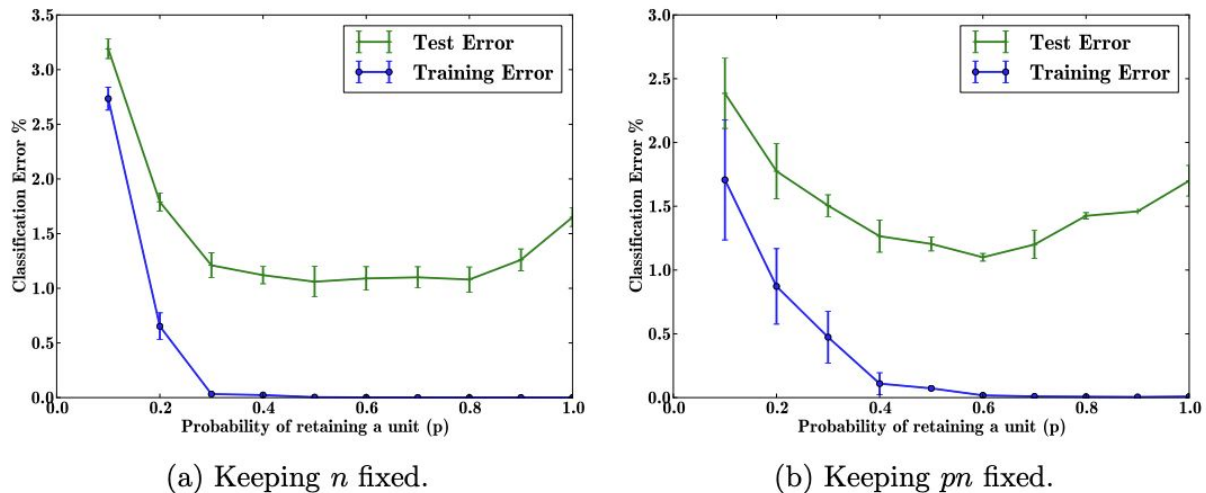 3.5
3.0
2.5
2.0
1.5
1.0
0.5
0.0
Classification Error %
Test Error
Training Error
0.0 0.2 0.4 0.6 0.8 1.0
Probability of retaining a unit (p)
(a) Keeping n fixed.
3.0
2.5
2.0
1.5
1.0
0.5
0.0
Classification Error %
Test Error
Training Error
0.0 0.2 0.4 0.6 0.8 1.0
Probability of retaining a unit (p)
(b) Keeping pn fixed.